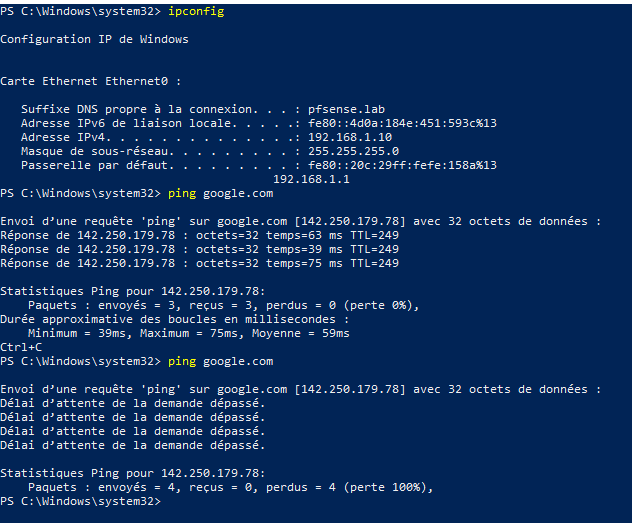 PS C:\Windows\system32> ipconfig
Configuration IP de Windows
Carte Ethernet Ethernet0 :
Suffixe DNS propre à la connexion. . . : pfsense.lab
Adresse IPv6 de liaison locale. . . . .: fe80::4d0a:184e:451:593c%13
Adresse IPv4. . . . . . . . . . . . . .: 192.168.1.10
Masque de sous-réseau. . . . . . . . . : 255.255.255.0
Passerelle par défaut. . . . . . . . . : fe80::20c:29ff:fefe:158a%13
192.168.1.1
PS C:\Windows\system32> ping google.com
Envoi d’une requête 'ping' sur google.com [142.250.179.78] avec 32 octets de données :
Réponse de 142.250.179.78 : octets=32 temps=63 ms TTL=249
Réponse de 142.250.179.78 : octets=32 temps=39 ms TTL=249
Réponse de 142.250.179.78 : octets=32 temps=75 ms TTL=249
Statistiques Ping pour 142.250.179.78:
Paquets : envoyés = 3, reçus = 3, perdus = 0 (perte 0%),
Durée approximative des boucles en millisecondes :
Minimum = 39ms, Maximum = 75ms, Moyenne = 59ms
Ctrl+C
PS C:\Windows\system32> ping google.com
Envoi d’une requête 'ping' sur google.com [142.250.179.78] avec 32 octets de données :
Délai d’attente de la demande dépassé.
Délai d’attente de la demande dépassé.
Délai d’attente de la demande dépassé.
Délai d’attente de la demande dépassé.
Statistiques Ping pour 142.250.179.78:
Paquets : envoyés = 4, reçus = 0, perdus = 4 (perte 100%),
PS C:\Windows\system32>